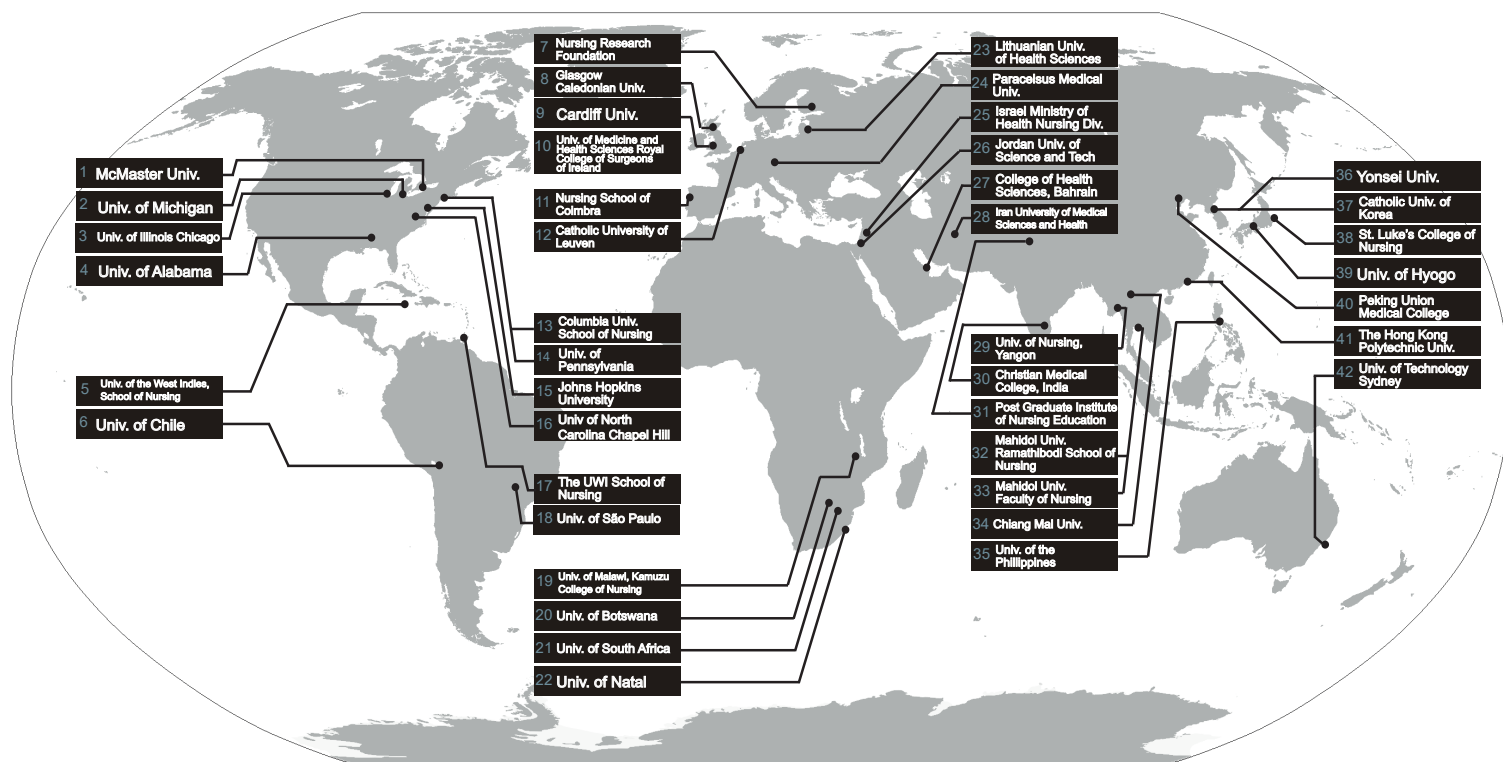 1 McMaster Univ.
2 Univ. of Michigan
3 Univ. of Illinois Chicago
4 Univ. of Alabama
5 Univ. of the West Indies,
School of Nursing
6 Univ. of Chile
7 Nursing Research
Foundation
8 Glasgow
Caledonian Univ.
9 Cardiff Univ.
10 Univ. of Medicine and
Health Sciences Royal
College of Surgeons
of Ireland
11 Nursing School of
Coimbra
12 Catholic University of
Leuven
13 Columbia Univ.
School of Nursing
14 Univ. of
Pennsylvania
15 Johns Hopkins
University
16 Univ of North
Carolina Chapel Hill
17 The UWI School of
Nursing
18 Univ. of São Paulo
19 Univ. of Malawi, Kamuzu
College of Nursing
20 Univ. of Botswana
21 Univ. of South Africa
22 Univ. of Natal
23 Lithuanian Univ.
of Health Sciences
24 Paracelsus Medical
Univ.
25 Israel Ministry of
Health Nursing Div.
26 Jordan Univ. of
Science and Tech
27 College of Health
Sciences, Bahrain
28 Iran University of Medical
Sciences and Health
29 Univ. of Nursing,
Yangon
30 Christian Medical
College, India
31 Post Graduate Institute
of Nursing Education
32 Mahidol Univ.
Ramathibodi School of
Nursing
33 Mahidol Univ.
Faculty of Nursing
34 Chiang Mai Univ.
35 Univ. of the
Phillippines
36 Yonsei Univ.
37 Catholic Univ. of
Korea
38 St. Luke's College of
Nursing
39 Univ. of Hyogo
40 Peking Union
Medical College
41 The Hong Kong
Polytechnic Univ.
42 Univ. of Technology
Sydney